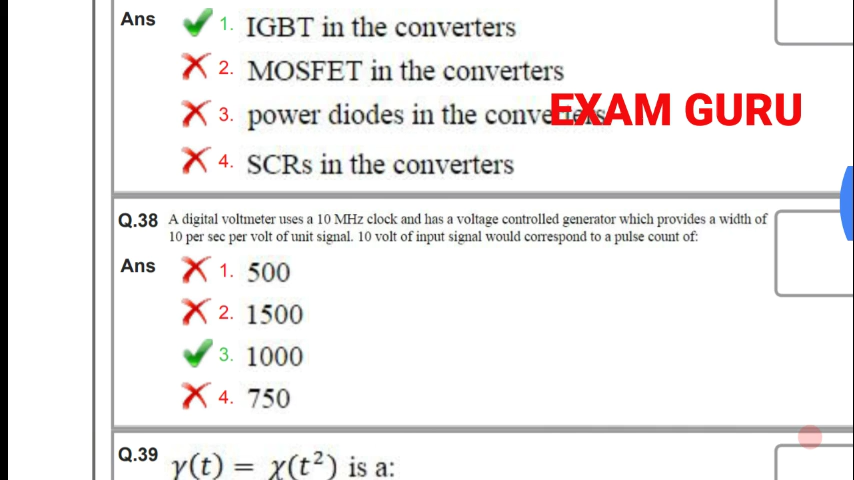 Ans 1. IGBT in the converters
2. MOSFET in the converters
3. power diodes in the converters
EXAM GURU
4. SCRs in the converters
Q.38 A digital voltmeter uses a 10 MHz clock and has a voltage controlled generator which provides a width of
10 per sec per volt of unit signal. 10 volt of input signal would correspond to a pulse count of:
Ans 1. 500
2. 1500
3. 1000
4. 750
Q.39 γ(t) = χ(t²) is a: